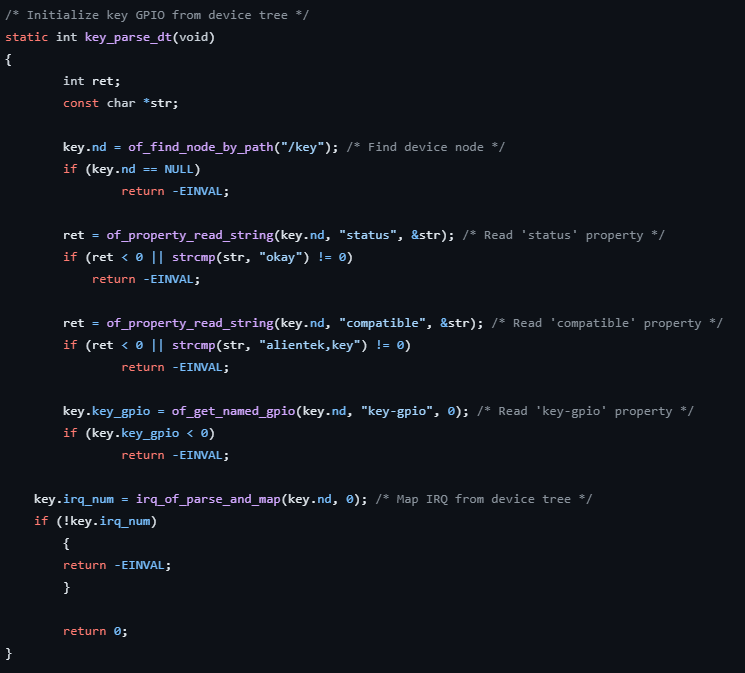 /* Initialize key GPIO from device tree */
static int key_parse_dt(void)
{
        int ret;
        const char *str;

        key.nd = of_find_node_by_path("/key"); /* Find device node */
        if (key.nd == NULL)
                return -EINVAL;

        ret = of_property_read_string(key.nd, "status", &str); /* Read 'status' property */
        if (ret < 0 || strcmp(str, "okay") != 0)
            return -EINVAL;

        ret = of_property_read_string(key.nd, "compatible", &str); /* Read 'compatible' property */
        if (ret < 0 || strcmp(str, "alientek,key") != 0)
                return -EINVAL;

        key.key_gpio = of_get_named_gpio(key.nd, "key-gpio", 0); /* Read 'key-gpio' property */
        if (key.key_gpio < 0)
                return -EINVAL;

    key.irq_num = irq_of_parse_and_map(key.nd, 0); /* Map IRQ from device tree */
    if (!key.irq_num)
        {
        return -EINVAL;
        }

        return 0;
}